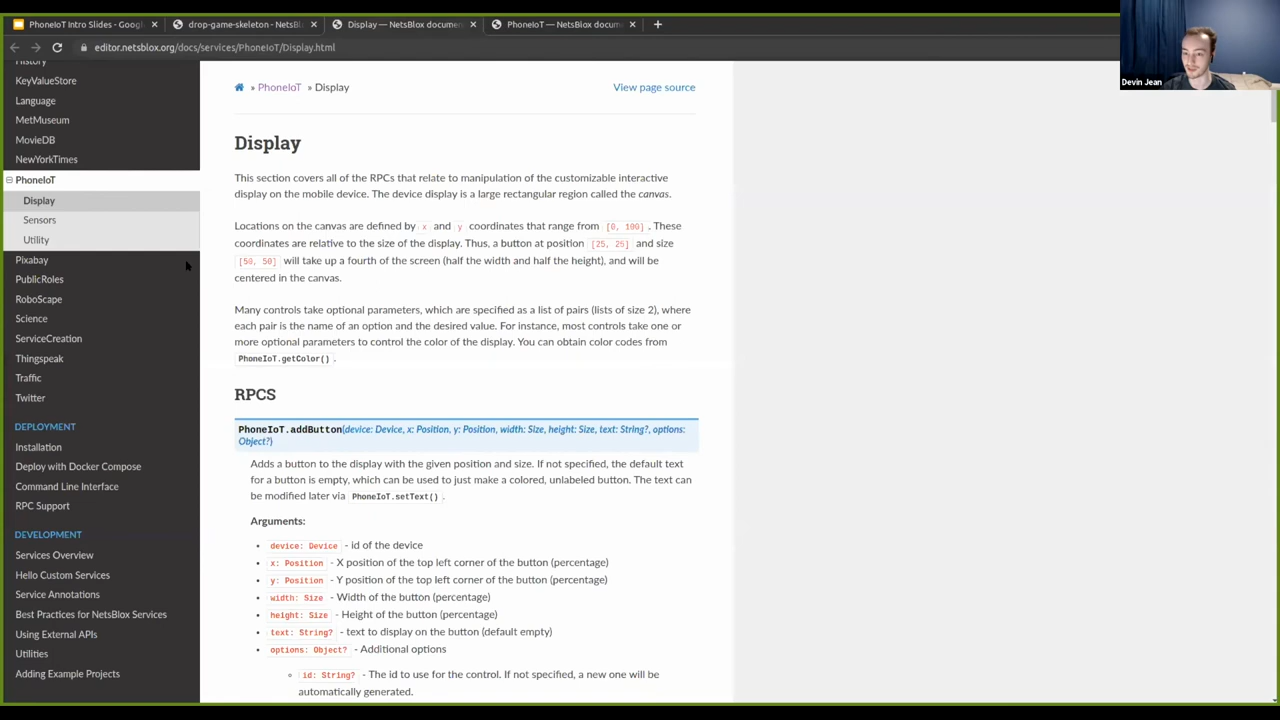 PhoneIoT Intro Slides - Googl
drop-game-skeleton - NetsBl
Display — NetsBlox documen
PhoneIoT — NetsBlox docum
editor.netsblox.org/docs/services/PhoneIoT/Display.html
Devin Jean
History
KeyValueStore
Language
MetMuseum
MovieDB
NewYorkTimes
PhoneIoT
Display
Sensors
Utility
Pixabay
PublicRoles
RoboScape
Science
ServiceCreation
Thingspeak
Traffic
Twitter
DEPLOYMENT
Installation
Deploy with Docker Compose
Command Line Interface
RPC Support
DEVELOPMENT
Services Overview
Hello Custom Services
Service Annotations
Best Practices for NetsBlox Services
Using External APIs
Utilities
Adding Example Projects
» PhoneIoT » Display
View page source
Display
This section covers all of the RPCs that relate to manipulation of the customizable interactive
display on the mobile device. The device display is a large rectangular region called the canvas.
Locations on the canvas are defined by x and y coordinates that range from [0, 100] . These
coordinates are relative to the size of the display. Thus, a button at position [25, 25] and size
[50, 50] will take up a fourth of the screen (half the width and half the height), and will be
centered in the canvas.
Many controls take optional parameters, which are specified as a list of pairs (lists of size 2), where
each pair is the name of an option and the desired value. For instance, most controls take one or
more optional parameters to control the color of the display. You can obtain color codes from
PhoneIoT.getColor() .
RPCS
PhoneIoT.addButton(device: Device, x: Position, y: Position, width: Size, height: Size, text: String?, options:
Object?)
Adds a button to the display with the given position and size. If not specified, the default text
for a button is empty, which can be used to just make a colored, unlabeled button. The text can
be modified later via PhoneIoT.setText() .
Arguments:
• device: Device - id of the device
• x: Position - X position of the top left corner of the button (percentage)
• y: Position - Y position of the top left corner of the button (percentage)
• width: Size - Width of the button (percentage)
• height: Size - Height of the button (percentage)
• text: String? - text to display on the button (default empty)
• options: Object? - Additional options
◦ id: String? - The id to use for the control. If not specified, a new one will be
automatically generated.